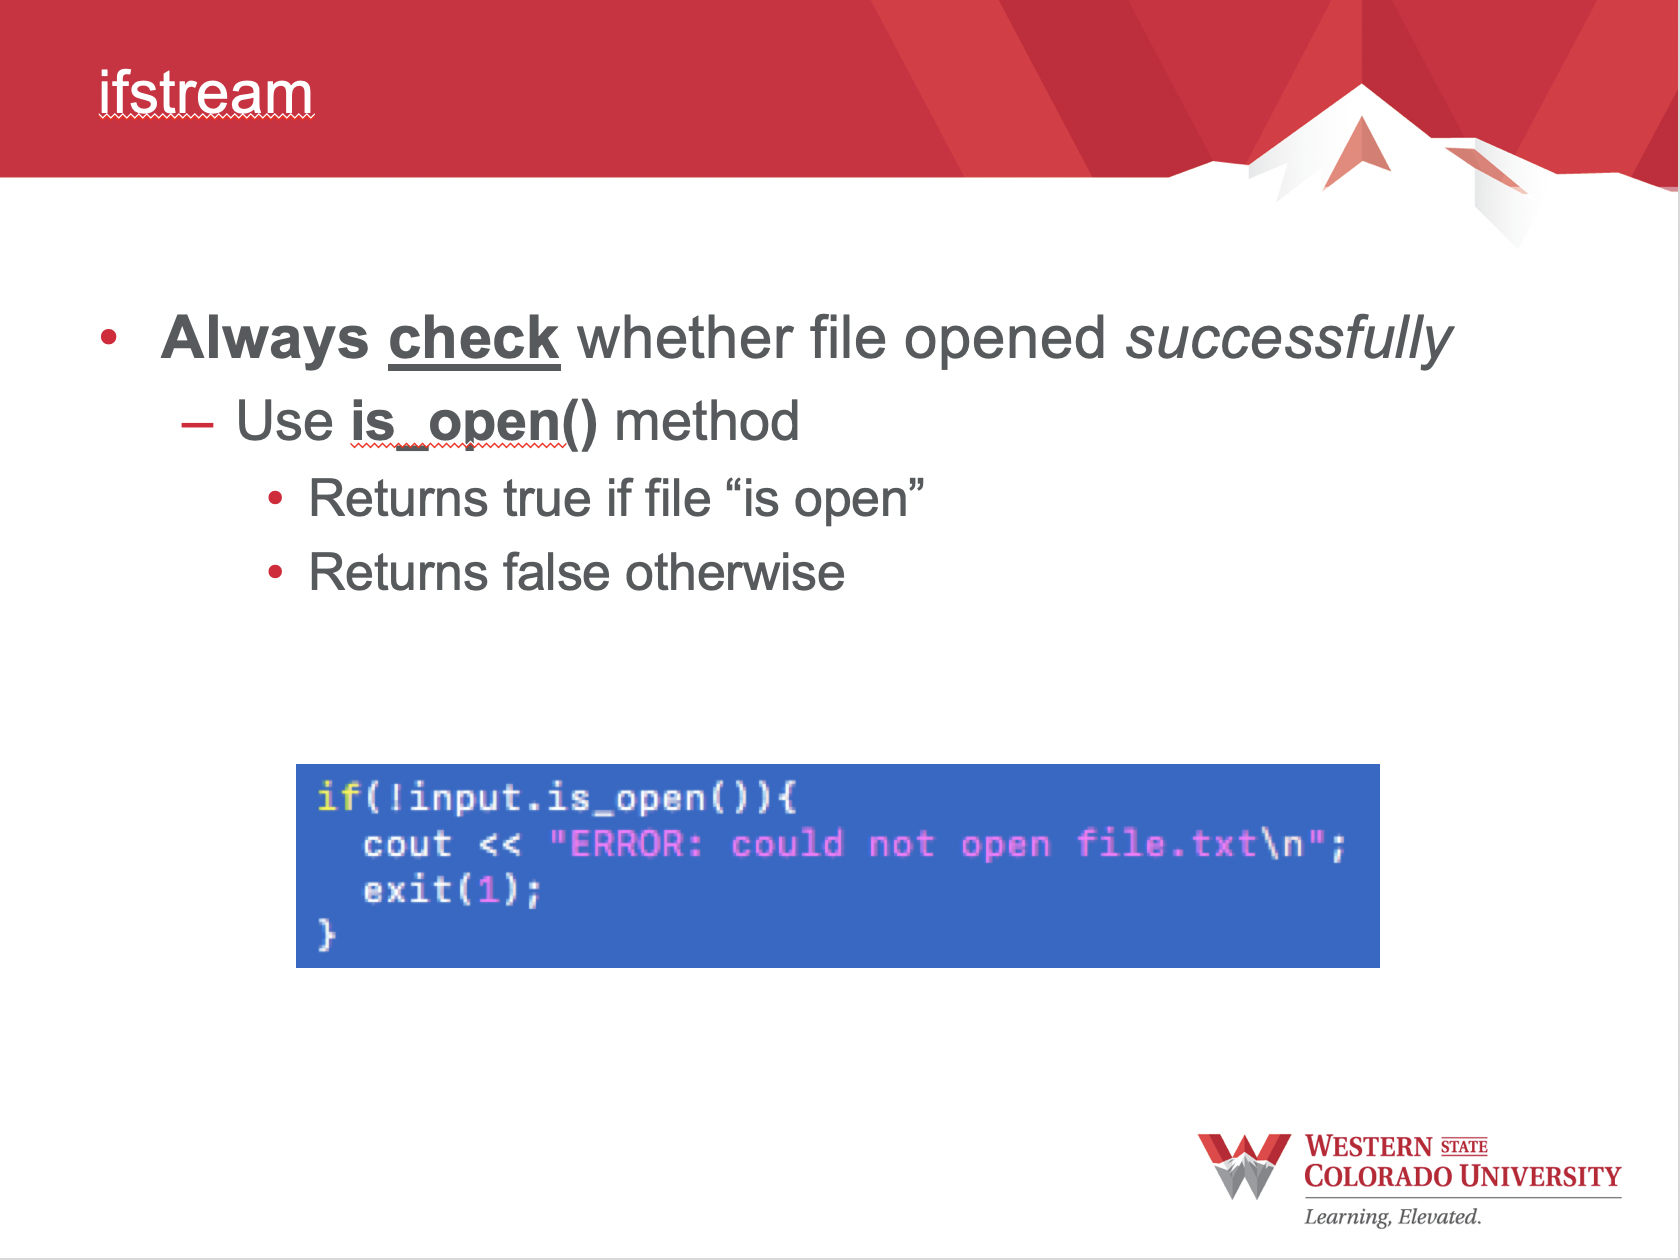 ifstream
• Always check whether file opened successfully
– Use is_open() method
• Returns true if file “is open”
• Returns false otherwise
if(!input.is_open()){
  cout << "ERROR: could not open file.txt\n";
  exit(1);
}
WESTERN STATE
COLORADO UNIVERSITY
Learning, Elevated.